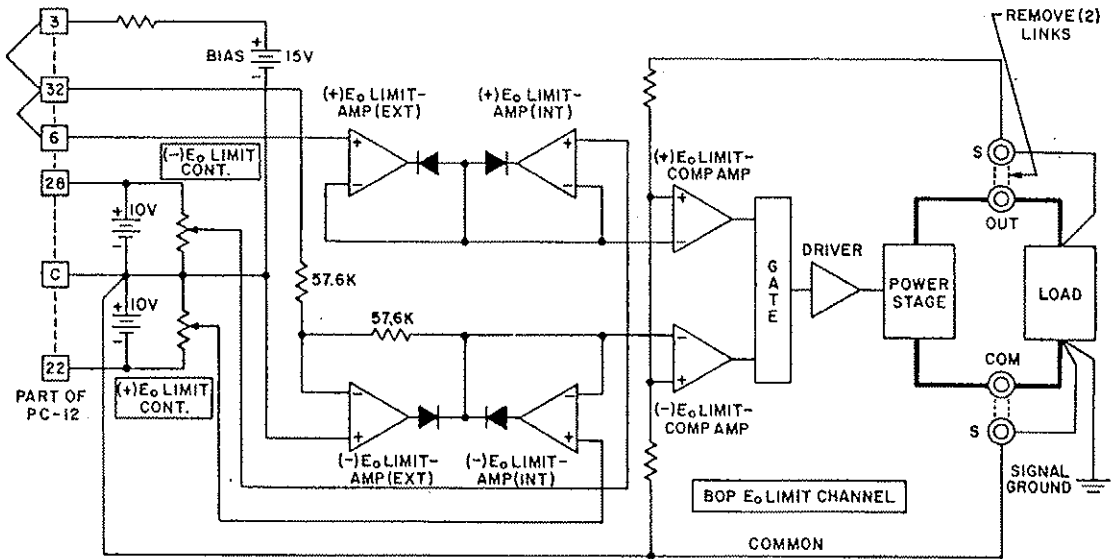 3
32
6
28
C
22
PART OF
PC-12
BIAS
+
-
15V
(-)E₀ LIMIT
CONT.
+
10V
-
+
10V
-
(+)E₀ LIMIT
CONT.
(+)E₀ LIMIT-
AMP(EXT)
(+)E₀ LIMIT-
AMP(INT)
+
-
+
-
57.6K
57.6K
-
+
-
+
(-)E₀ LIMIT-
AMP(EXT)
(-)E₀ LIMIT-
AMP(INT)
(+)E₀ LIMIT-
COMP AMP
+
-
-
+
(-)E₀ LIMIT-
COMP AMP
GATE
DRIVER
POWER
STAGE
REMOVE (2)
LINKS
S
OUT
LOAD
COM
S
SIGNAL
GROUND
BOP E₀ LIMIT CHANNEL
COMMON